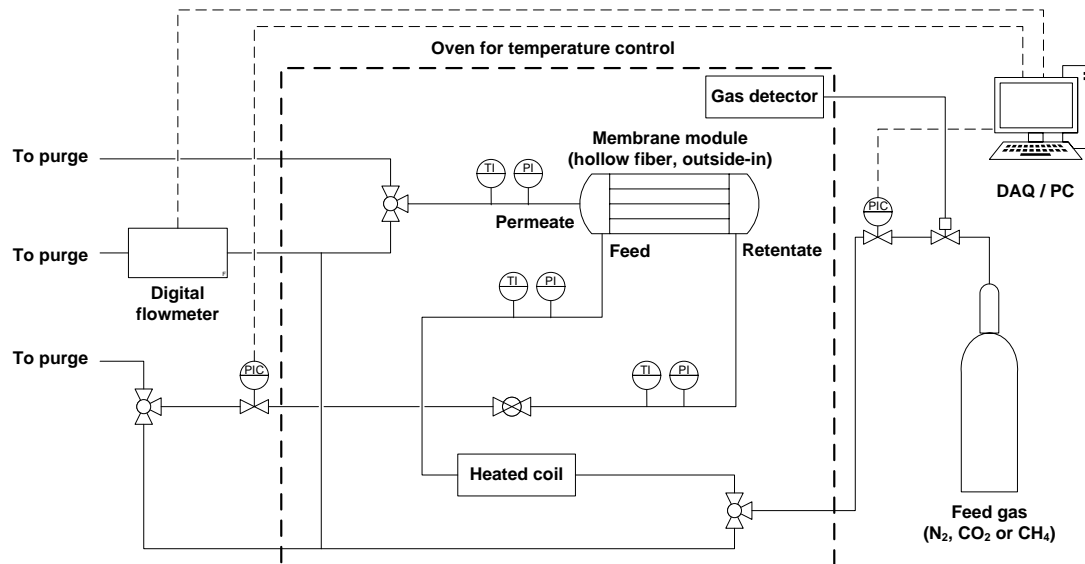 Oven for temperature control
Gas detector
Membrane module
(hollow fiber, outside-in)
To purge
TI
PI
Permeate
DAQ / PC
PIC
Feed
Retentate
To purge
F
Digital
flowmeter
TI
PI
To purge
PIC
TI
PI
Heated coil
Feed gas
(N₂, CO₂ or CH₄)